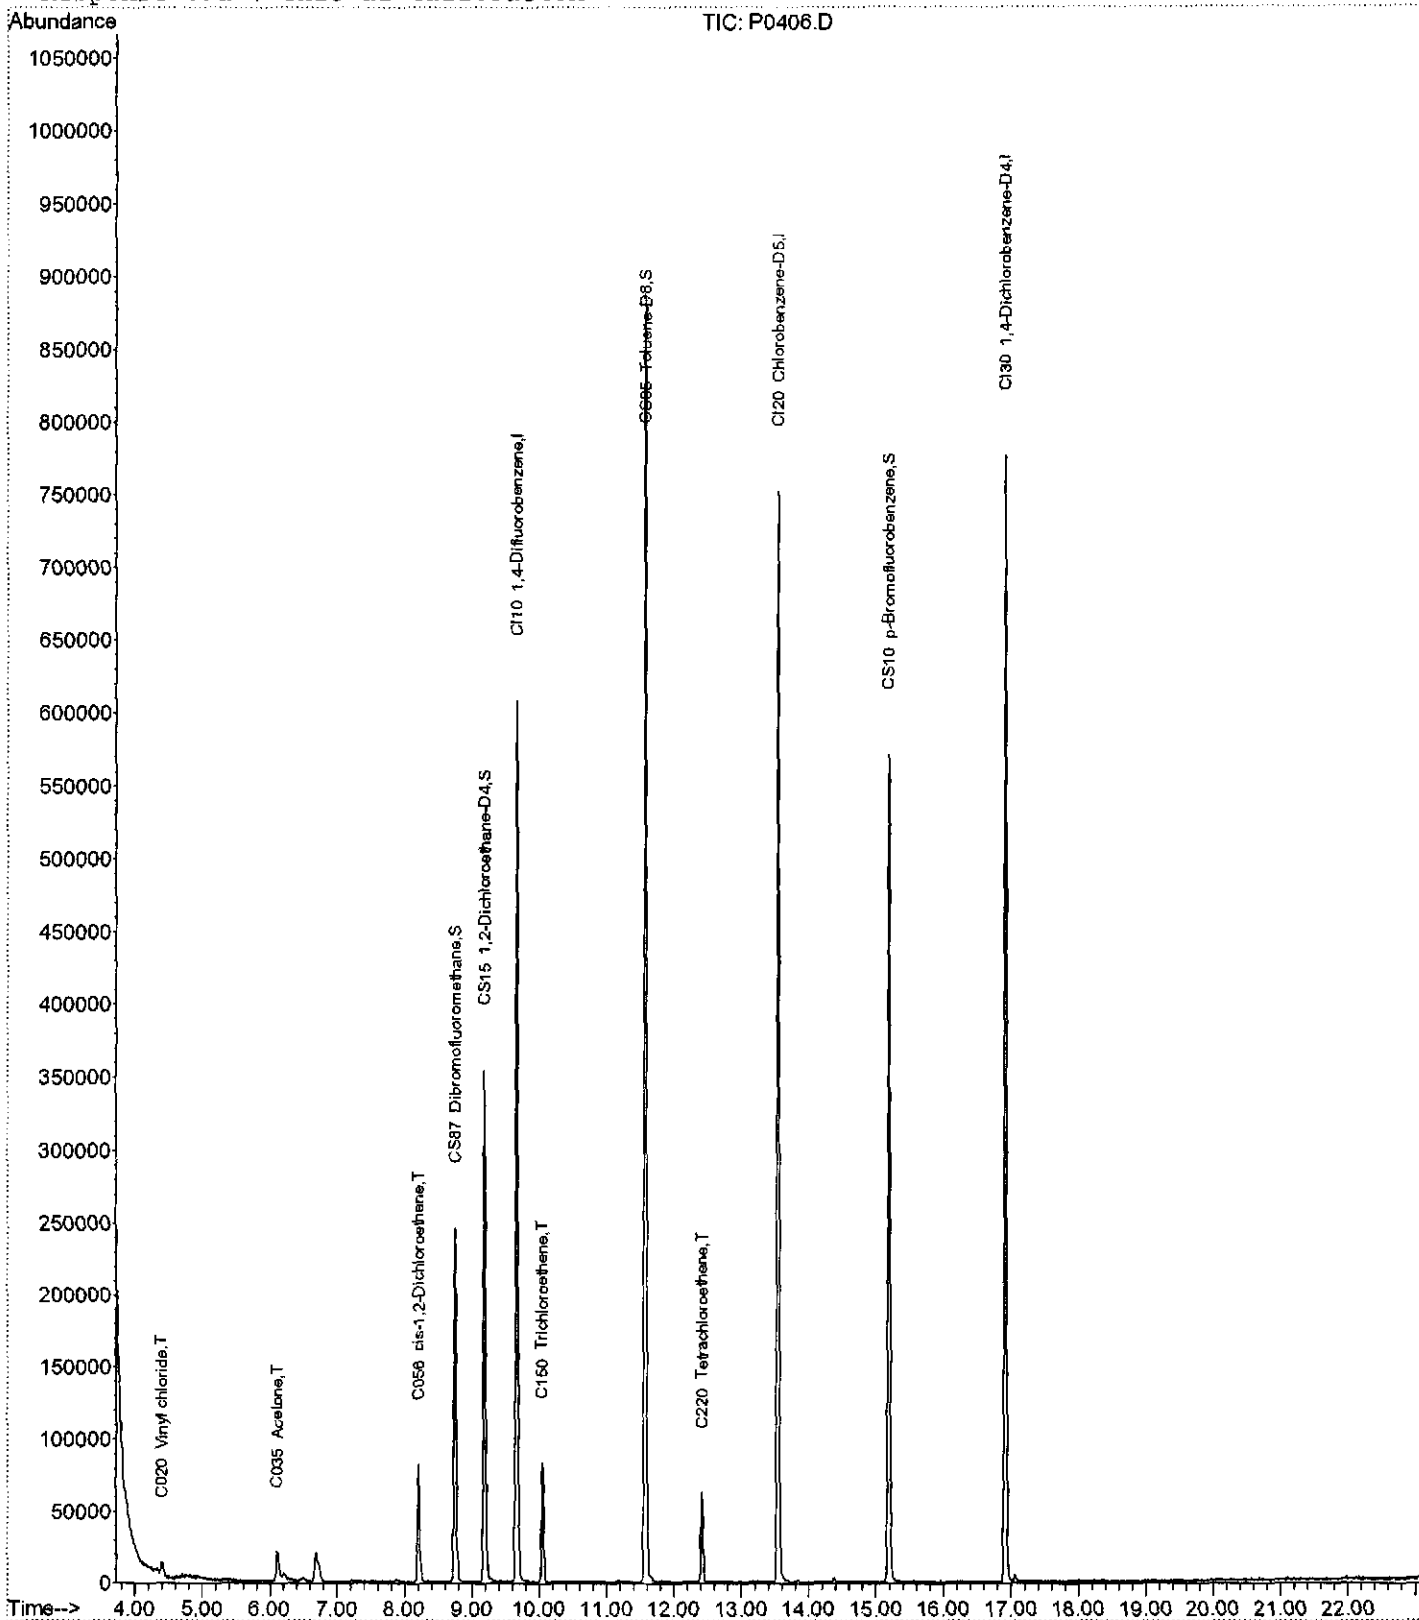 Abundance
TIC: P0406.D
1050000
1000000
950000
900000
850000
800000
750000
700000
650000
600000
550000
500000
450000
400000
350000
300000
250000
200000
150000
100000
50000
0
C020 Vinyl chloride,T
C035 Acetone,T
C056 cis-1,2-Dichloroethene,T
CS87 Dibromofluoromethane,S
CS15 1,2-Dichloroethane-D4,S
CI10 1,4-Difluorobenzene,I
C150 Trichloroethene,T
CS05 Toluene-D8,S
C220 Tetrachloroethene,T
CI20 Chlorobenzene-D5,I
CS10 p-Bromofluorobenzene,S
CI30 1,4-Dichlorobenzene-D4,I
Time--> 4.00 5.00 6.00 7.00 8.00 9.00 10.00 11.00 12.00 13.00 14.00 15.00 16.00 17.00 18.00 19.00 20.00 21.00 22.00